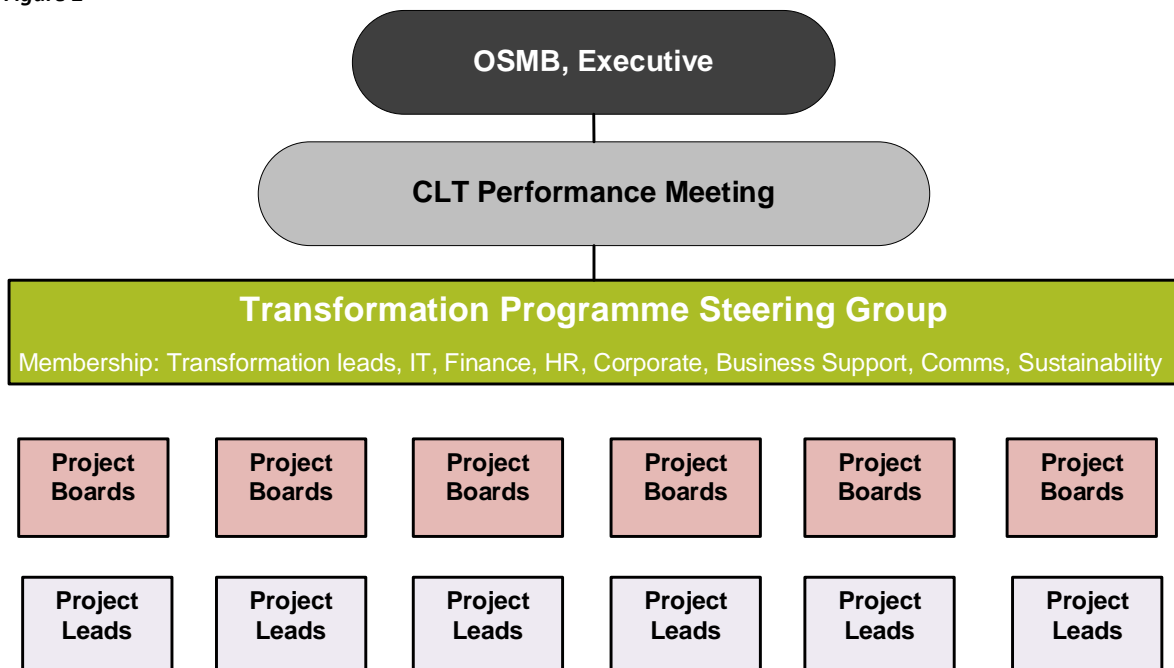 Figure 2
OSMB, Executive
CLT Performance Meeting
Transformation Programme Steering Group
Membership: Transformation leads, IT, Finance, HR, Corporate, Business Support, Comms, Sustainability
Project
Boards
Project
Boards
Project
Boards
Project
Boards
Project
Boards
Project
Boards
Project
Leads
Project
Leads
Project
Leads
Project
Leads
Project
Leads
Project
Leads